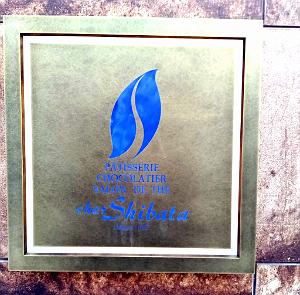 PATISSERIE
CHOCOLATIER
SALON DE THE
chez Shibata